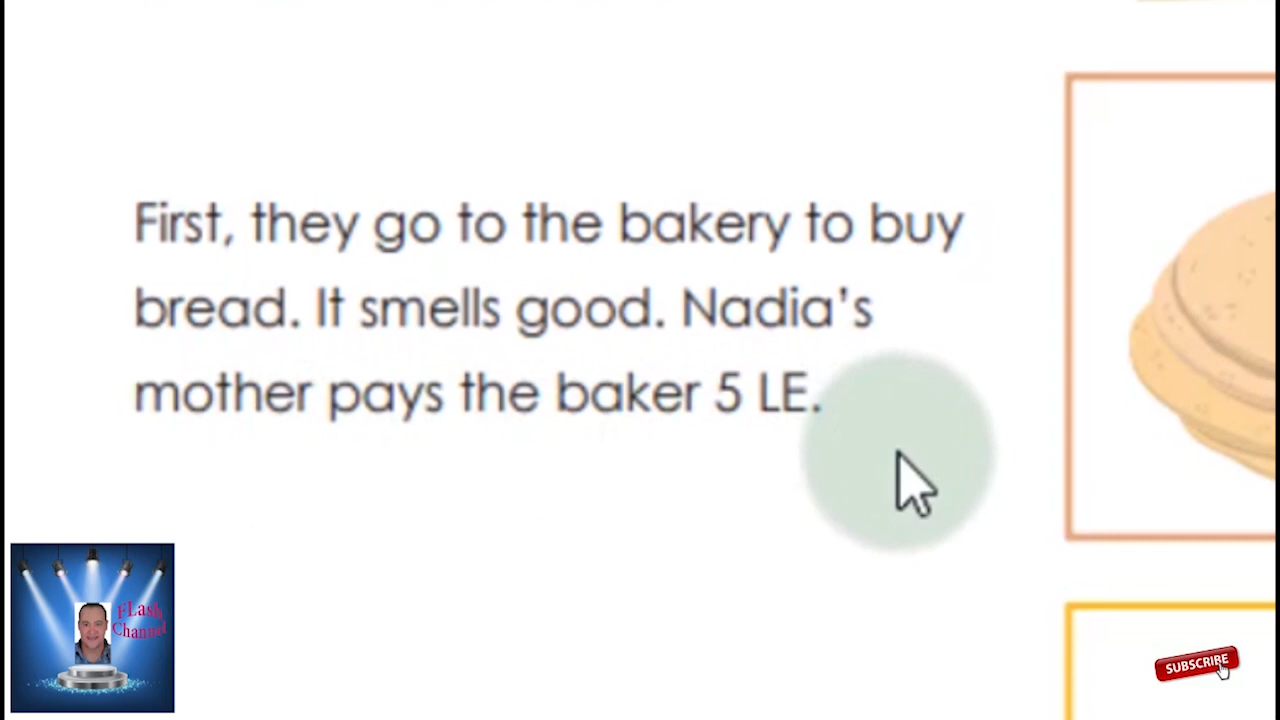 First, they go to the bakery to buy
bread. It smells good. Nadia's
mother pays the baker 5 LE.
FLash
Channel
SUBSCRIBE